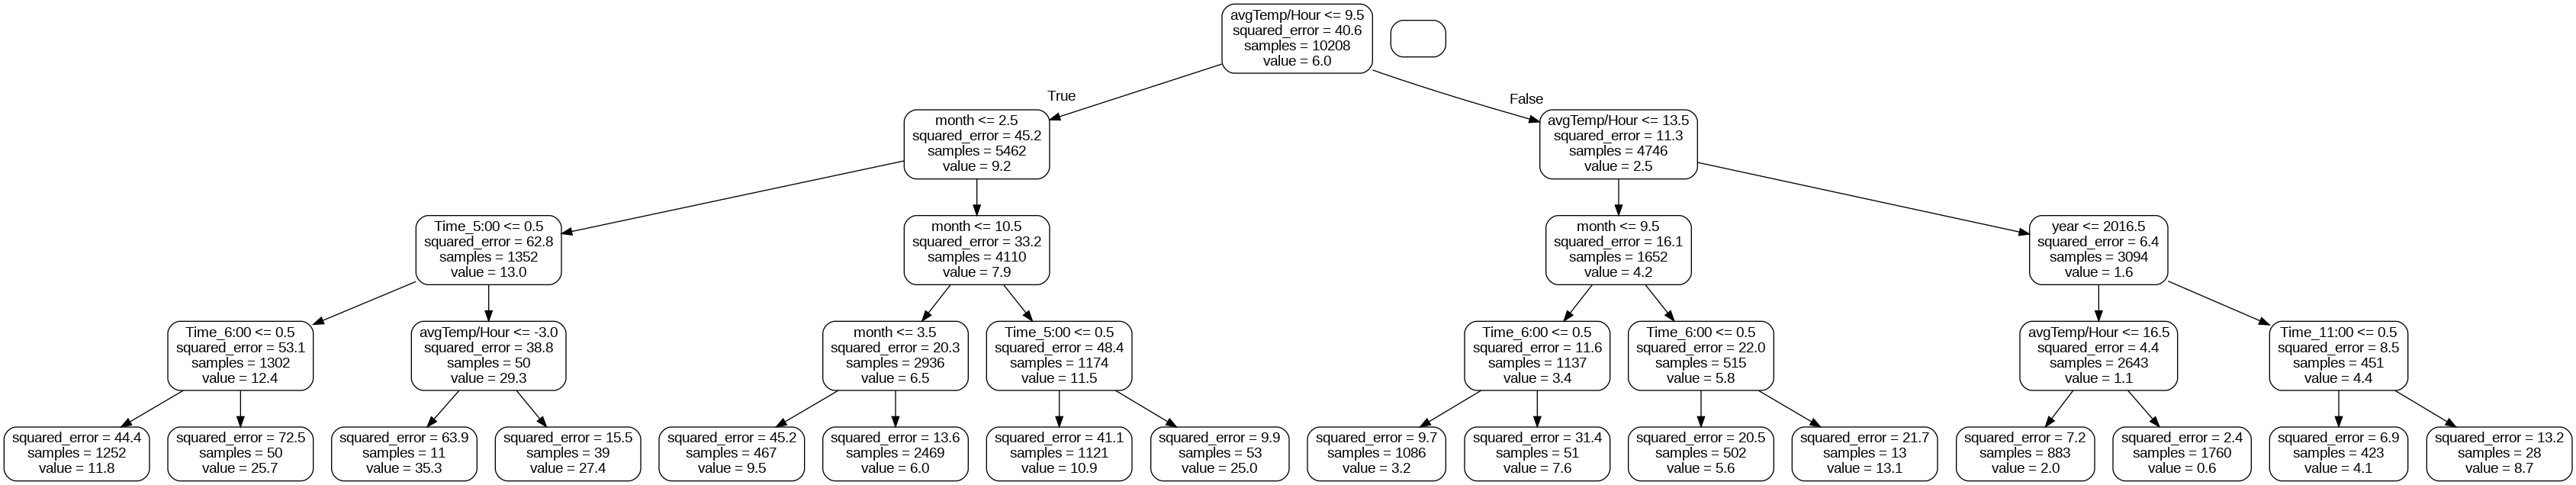 avgTemp/Hour <= 9.5
squared_error = 40.6
samples = 10208
value = 6.0
True
False
month <= 2.5
squared_error = 45.2
samples = 5462
value = 9.2
avgTemp/Hour <= 13.5
squared_error = 11.3
samples = 4746
value = 2.5
Time_5:00 <= 0.5
squared_error = 62.8
samples = 1352
value = 13.0
month <= 10.5
squared_error = 33.2
samples = 4110
value = 7.9
month <= 9.5
squared_error = 16.1
samples = 1652
value = 4.2
year <= 2016.5
squared_error = 6.4
samples = 3094
value = 1.6
Time_6:00 <= 0.5
squared_error = 53.1
samples = 1302
value = 12.4
avgTemp/Hour <= -3.0
squared_error = 38.8
samples = 50
value = 29.3
month <= 3.5
squared_error = 20.3
samples = 2936
value = 6.5
Time_5:00 <= 0.5
squared_error = 48.4
samples = 1174
value = 11.5
Time_6:00 <= 0.5
squared_error = 11.6
samples = 1137
value = 3.4
Time_6:00 <= 0.5
squared_error = 22.0
samples = 515
value = 5.8
avgTemp/Hour <= 16.5
squared_error = 4.4
samples = 2643
value = 1.1
Time_11:00 <= 0.5
squared_error = 8.5
samples = 451
value = 4.4
squared_error = 44.4
samples = 1252
value = 11.8
squared_error = 72.5
samples = 50
value = 25.7
squared_error = 63.9
samples = 11
value = 35.3
squared_error = 15.5
samples = 39
value = 27.4
squared_error = 45.2
samples = 467
value = 9.5
squared_error = 13.6
samples = 2469
value = 6.0
squared_error = 41.1
samples = 1121
value = 10.9
squared_error = 9.9
samples = 53
value = 25.0
squared_error = 9.7
samples = 1086
value = 3.2
squared_error = 31.4
samples = 51
value = 7.6
squared_error = 20.5
samples = 502
value = 5.6
squared_error = 21.7
samples = 13
value = 13.1
squared_error = 7.2
samples = 883
value = 2.0
squared_error = 2.4
samples = 1760
value = 0.6
squared_error = 6.9
samples = 423
value = 4.1
squared_error = 13.2
samples = 28
value = 8.7